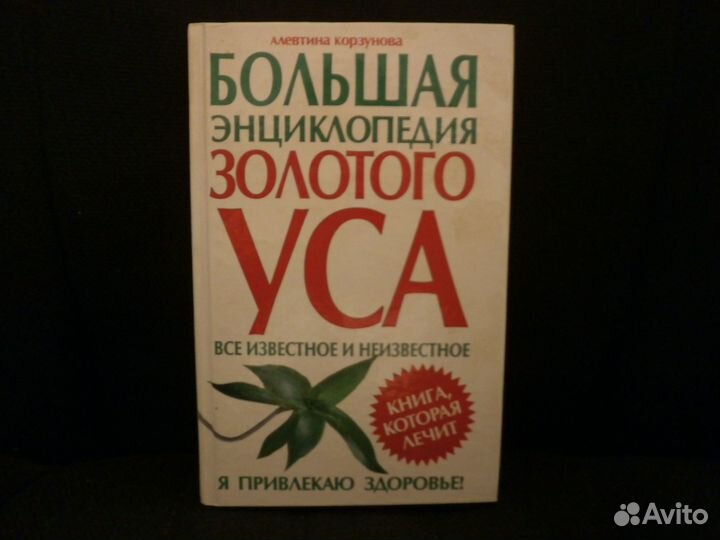 Алевтина Корзунова
БОЛЬШАЯ
ЭНЦИКЛОПЕДИЯ
ЗОЛОТОГО
УСА
ВСЕ ИЗВЕСТНОЕ И НЕИЗВЕСТНОЕ
КНИГА,
КОТОРАЯ
ЛЕЧИТ
Я ПРИВЛЕКАЮ ЗДОРОВЬЕ!
Avito